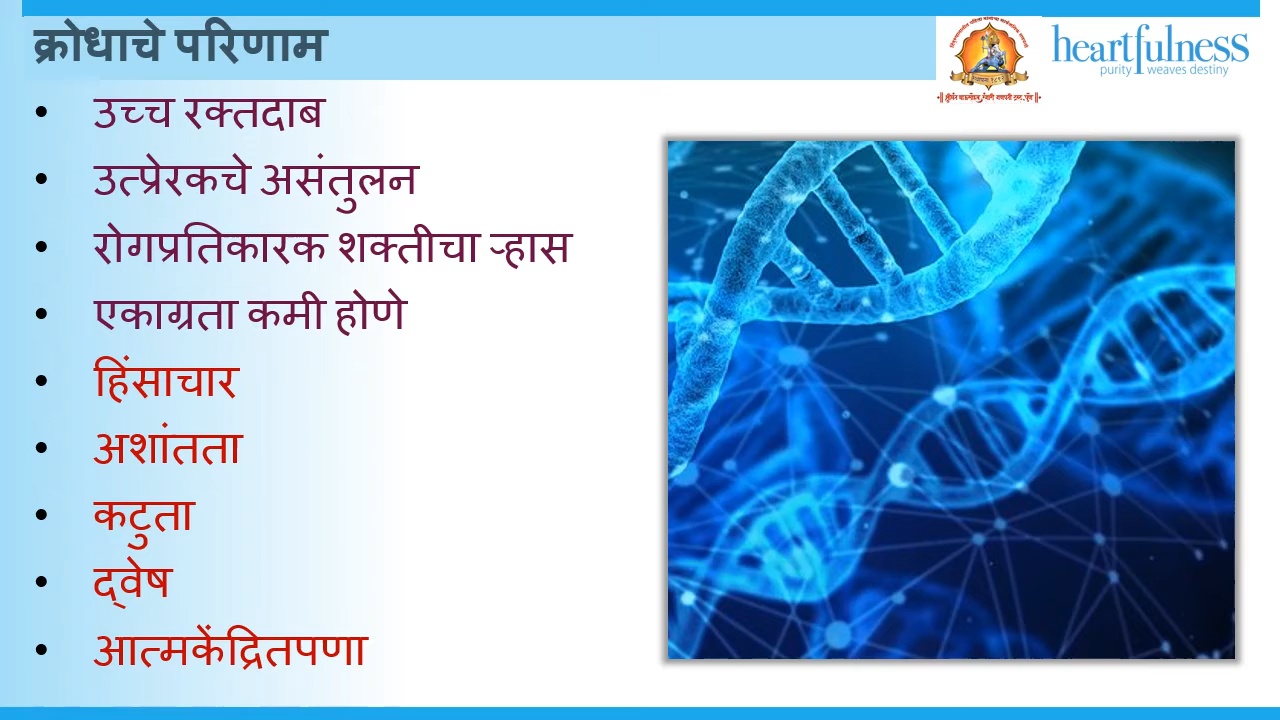 क्रोधाचे परिणाम
heartfulness
purity weaves destiny
• उच्च रक्तदाब
• उत्प्रेरकचे असंतुलन
• रोगप्रतिकारक शक्तीचा ऱ्हास
• एकाग्रता कमी होणे
• हिंसाचार
• अशांतता
• कटुता
• द्वेष
• आत्मकेंद्रितपणा